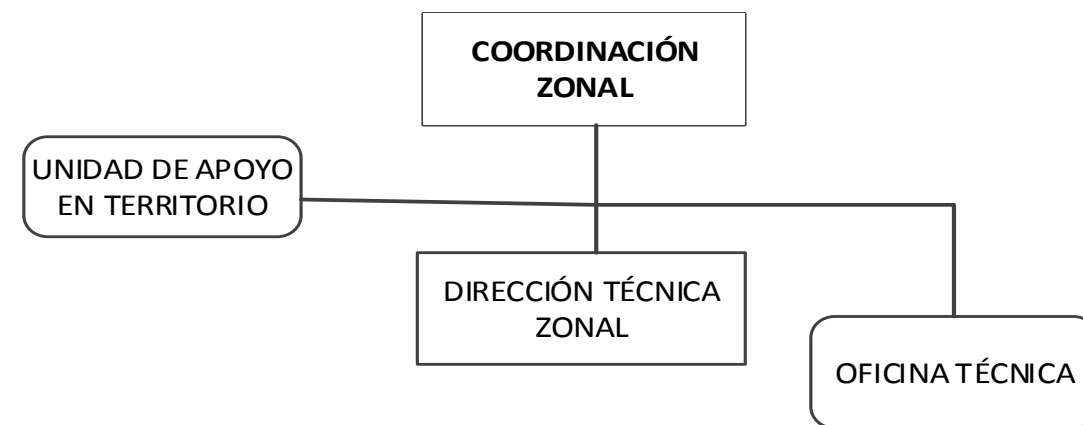 COORDINACIÓN
ZONAL
UNIDAD DE APOYO
EN TERRITORIO
DIRECCIÓN TÉCNICA
ZONAL
OFICINA TÉCNICA